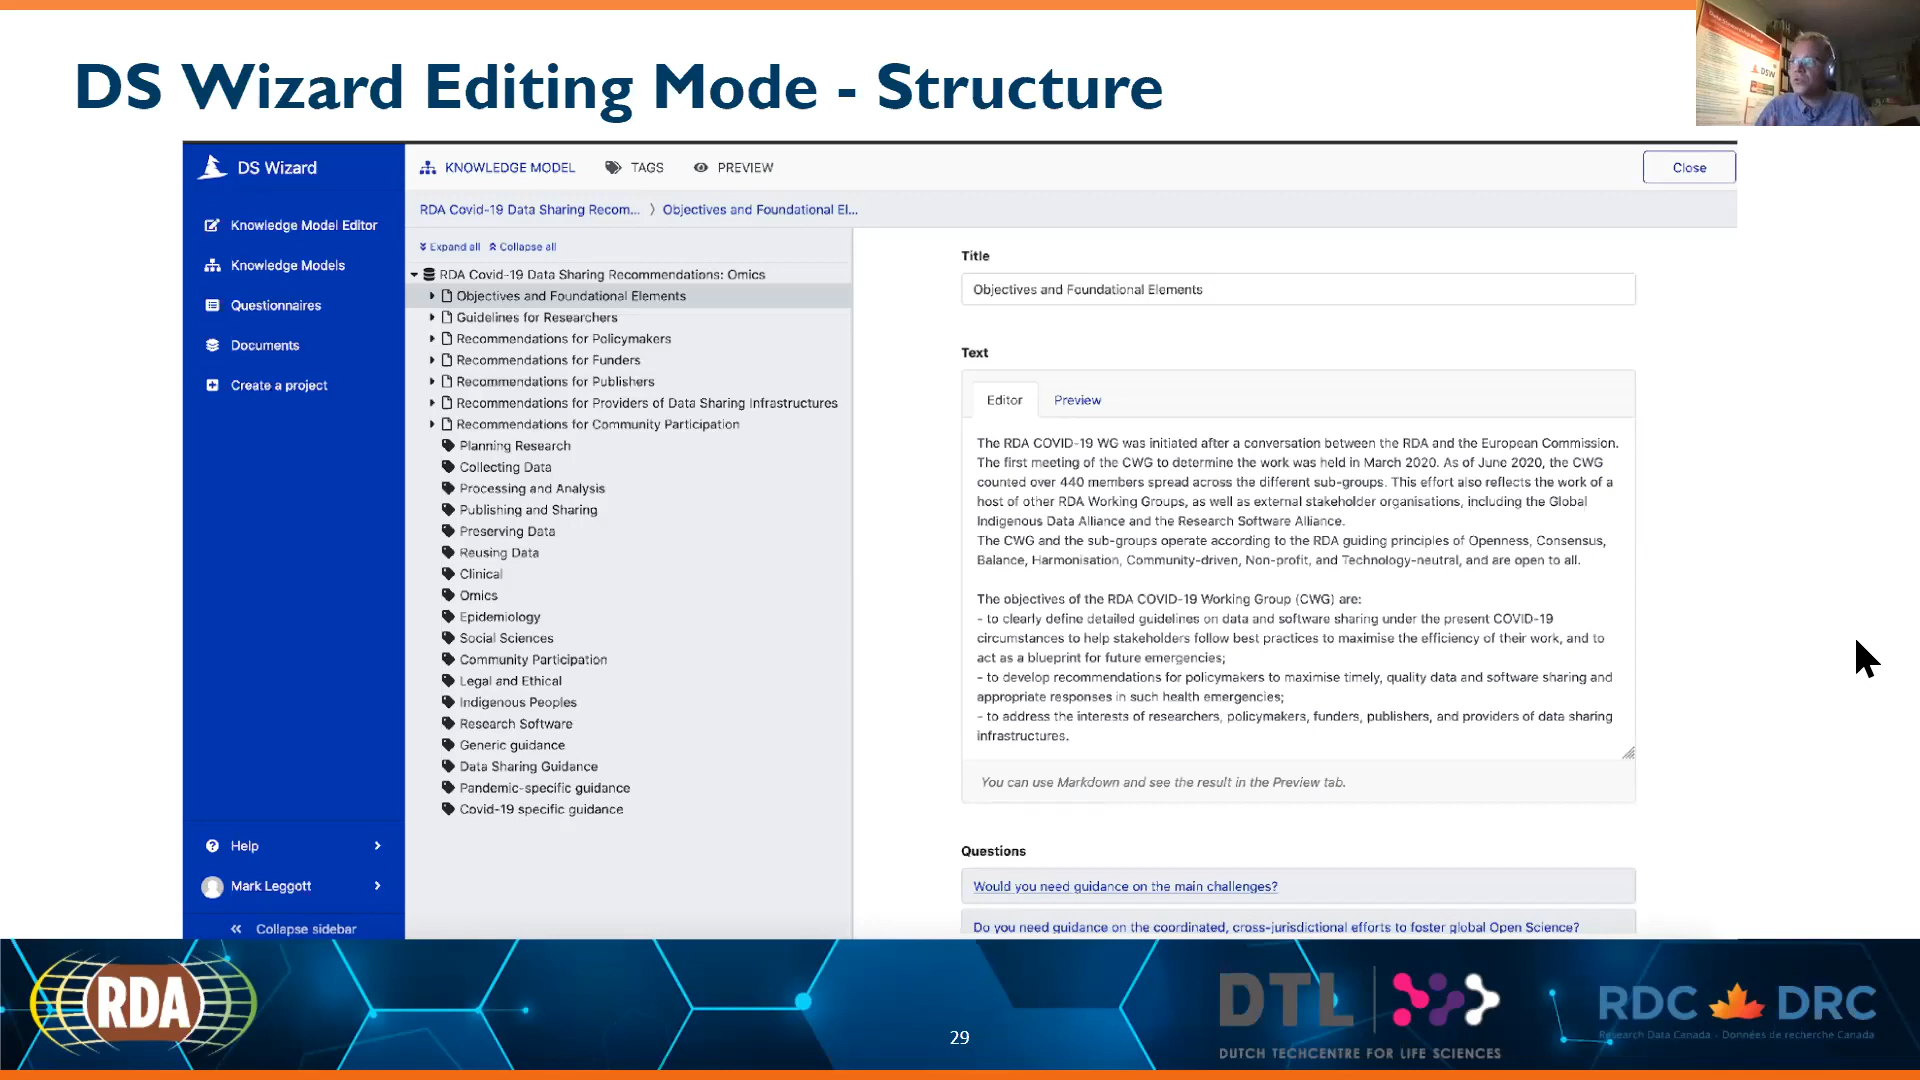 DS Wizard Editing Mode - Structure
DSW
DS Wizard
KNOWLEDGE MODEL
TAGS
PREVIEW
Close
Knowledge Model Editor
Knowledge Models
Questionnaires
Documents
Create a project
RDA Covid-19 Data Sharing Recom... 〉 Objectives and Foundational El...
Expand all
Collapse all
RDA Covid-19 Data Sharing Recommendations: Omics
Objectives and Foundational Elements
Guidelines for Researchers
Recommendations for Policymakers
Recommendations for Funders
Recommendations for Publishers
Recommendations for Providers of Data Sharing Infrastructures
Recommendations for Community Participation
Planning Research
Collecting Data
Processing and Analysis
Publishing and Sharing
Preserving Data
Reusing Data
Clinical
Omics
Epidemiology
Social Sciences
Community Participation
Legal and Ethical
Indigenous Peoples
Research Software
Generic guidance
Data Sharing Guidance
Pandemic-specific guidance
Covid-19 specific guidance
Title
Objectives and Foundational Elements
Text
Editor
Preview
The RDA COVID-19 WG was initiated after a conversation between the RDA and the European Commission.
The first meeting of the CWG to determine the work was held in March 2020. As of June 2020, the CWG
counted over 440 members spread across the different sub-groups. This effort also reflects the work of a
host of other RDA Working Groups, as well as external stakeholder organisations, including the Global
Indigenous Data Alliance and the Research Software Alliance.
The CWG and the sub-groups operate according to the RDA guiding principles of Openness, Consensus,
Balance, Harmonisation, Community-driven, Non-profit, and Technology-neutral, and are open to all.
The objectives of the RDA COVID-19 Working Group (CWG) are:
- to clearly define detailed guidelines on data and software sharing under the present COVID-19
circumstances to help stakeholders follow best practices to maximise the efficiency of their work, and to
act as a blueprint for future emergencies;
- to develop recommendations for policymakers to maximise timely, quality data and software sharing and
appropriate responses in such health emergencies;
- to address the interests of researchers, policymakers, funders, publishers, and providers of data sharing
infrastructures.
You can use Markdown and see the result in the Preview tab.
Questions
Would you need guidance on the main challenges?
Do you need guidance on the coordinated, cross-jurisdictional efforts to foster global Open Science?
Help
Mark Leggott
Collapse sidebar
RDA
29
DTL
DUTCH TECHCENTRE FOR LIFE SCIENCES
RDC DRC
Research Data Canada - Données de recherche Canada